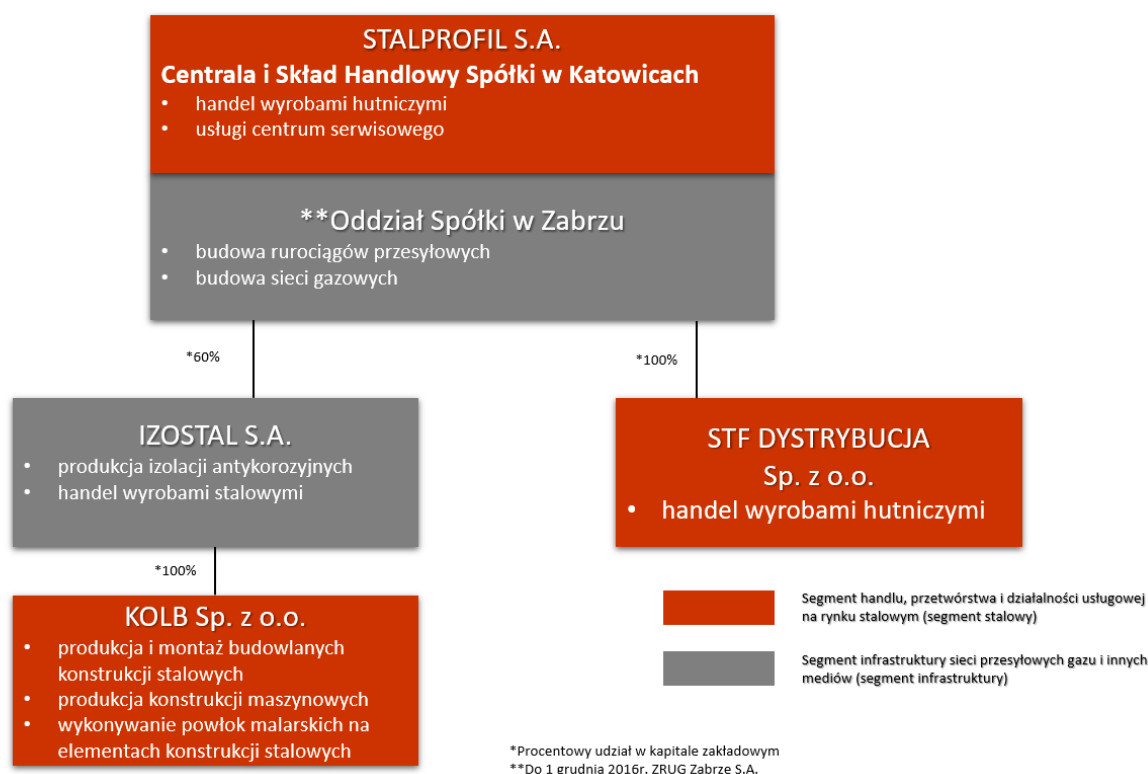 STALPROFIL S.A.
Centrala i Skład Handlowy Spółki w Katowicach
• handel wyrobami hutniczymi
• usługi centrum serwisowego
**Oddział Spółki w Zabrzu
• budowa rurociągów przesyłowych
• budowa sieci gazowych
*60%
*100%
IZOSTAL S.A.
• produkcja izolacji antykorozyjnych
• handel wyrobami stalowymi
STF DYSTRYBUCJA
Sp. z o.o.
• handel wyrobami hutniczymi
*100%
KOLB Sp. z o.o.
• produkcja i montaż budowlanych
konstrukcji stalowych
• produkcja konstrukcji maszynowych
• wykonywanie powłok malarskich na
elementach konstrukcji stalowych
Segment handlu, przetwórstwa i działalności usługowej
na rynku stalowym (segment stalowy)
Segment infrastruktury sieci przesyłowych gazu i innych
mediów (segment infrastruktury)
*Procentowy udział w kapitale zakładowym
**Do 1 grudnia 2016r. ZRUG Zabrze S.A.